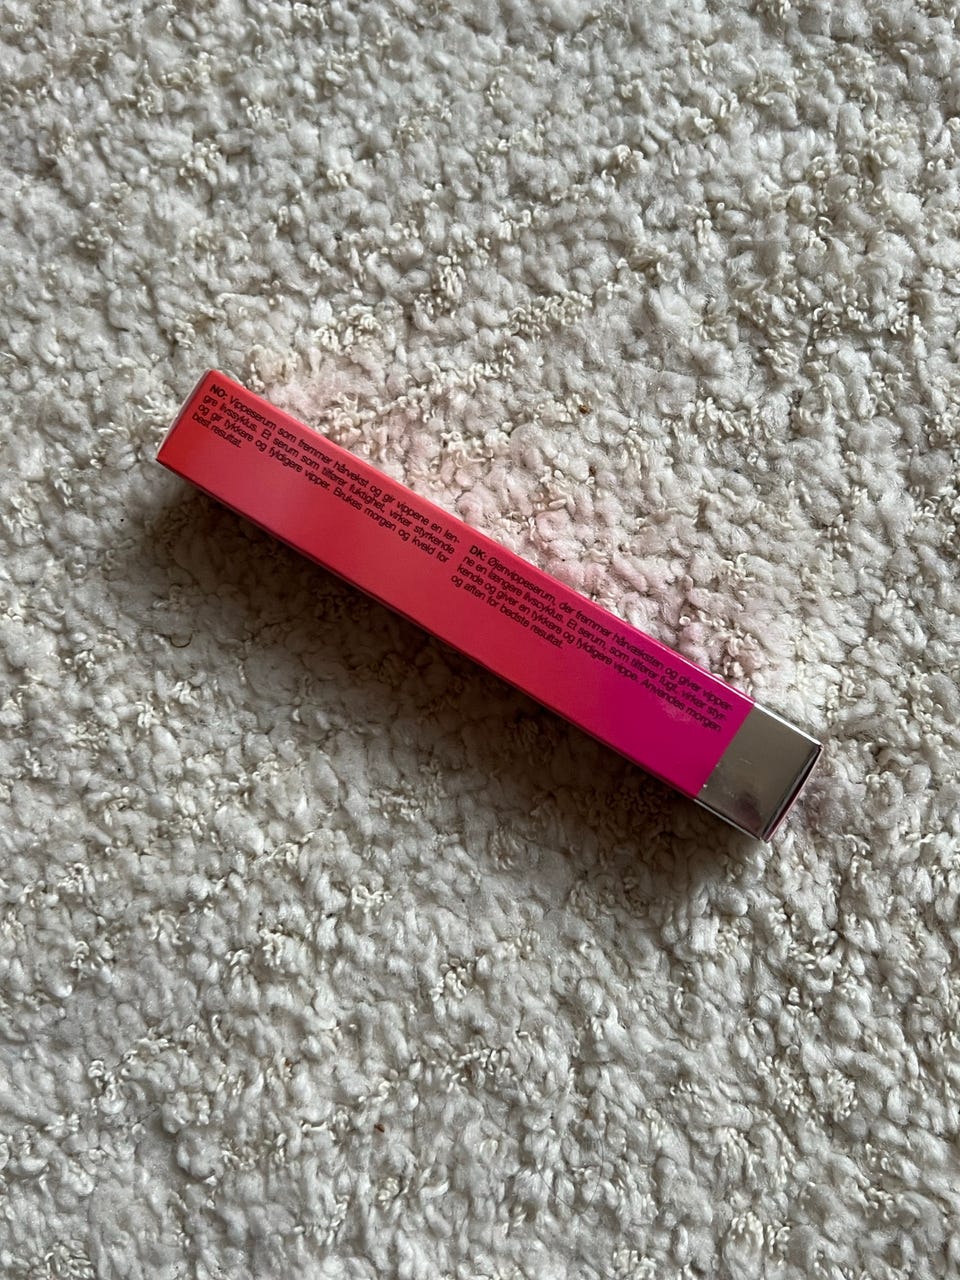 NO: Vippeserum som fremmer hårvekst og gir vippene en len-
gre livssyklus. Et serum som tilfører fuktighet, virker styrkende
og gir tykkere og fyldigere vipper. Brukes morgen og kveld for
best resultat.
DK: Øjenvippeserum, der fremmer hårvæksten og giver vipper-
ne en længere livscyklus. Et serum, som tilfører fugt, virker styr-
kende og giver en tykkere og fyldigere vippe. Anvendes morgen
og aften for bedste resultat.